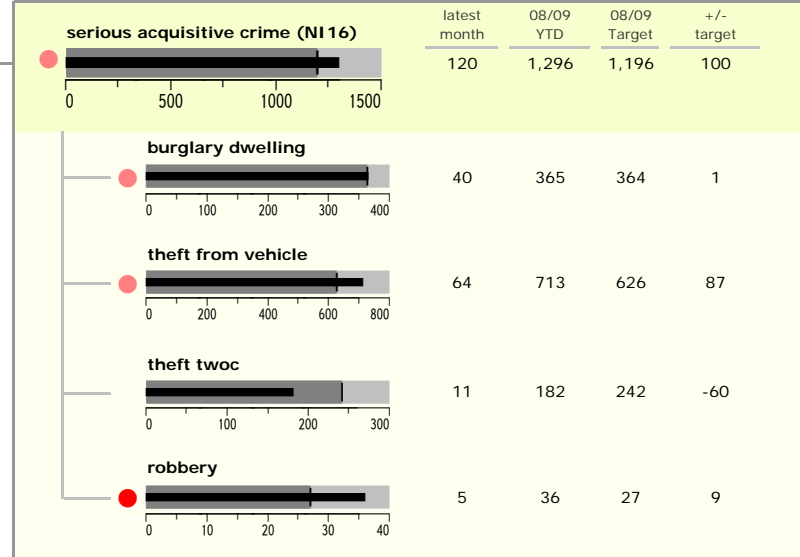 latest 08/09 08/09 +/-
serious acquisitive crime (NI16) month YTD Target target
120 1,296 1,196 100
0 500 1000 1500
burglary dwelling
40 365 364 1
0 100 200 300 400
theft from vehicle
64 713 626 87
0 200 400 600 800
theft twoc
11 182 242 -60
0 100 200 300
robbery
5 36 27 9
0 10 20 30 40